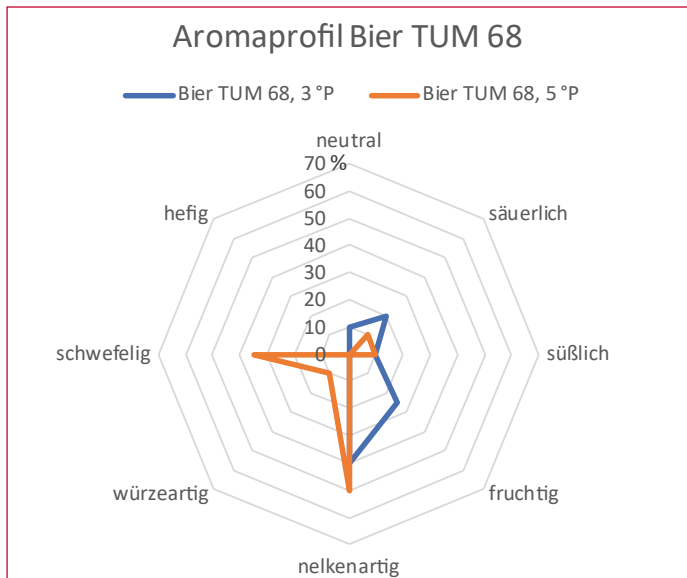 Aromaprofil Bier TUM 68
Bier TUM 68, 3 °P Bier TUM 68, 5 °P
neutral
70 %
60
50
40
30
20
10
0
säuerlich
süßlich
fruchtig
nelkenartig
würzeartig
schwefelig
hefig